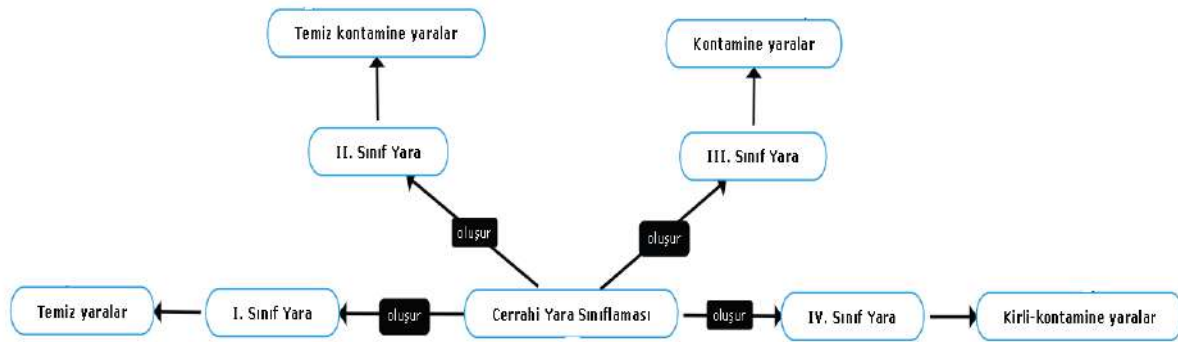 Temiz kontamine yaralar
Kontamine yaralar
II. Sınıf Yara
III. Sınıf Yara
oluşur
oluşur
Temiz yaralar
I. Sınıf Yara
oluşur
Cerrahi Yara Sınıflaması
oluşur
IV. Sınıf Yara
Kirli-kontamine yaralar